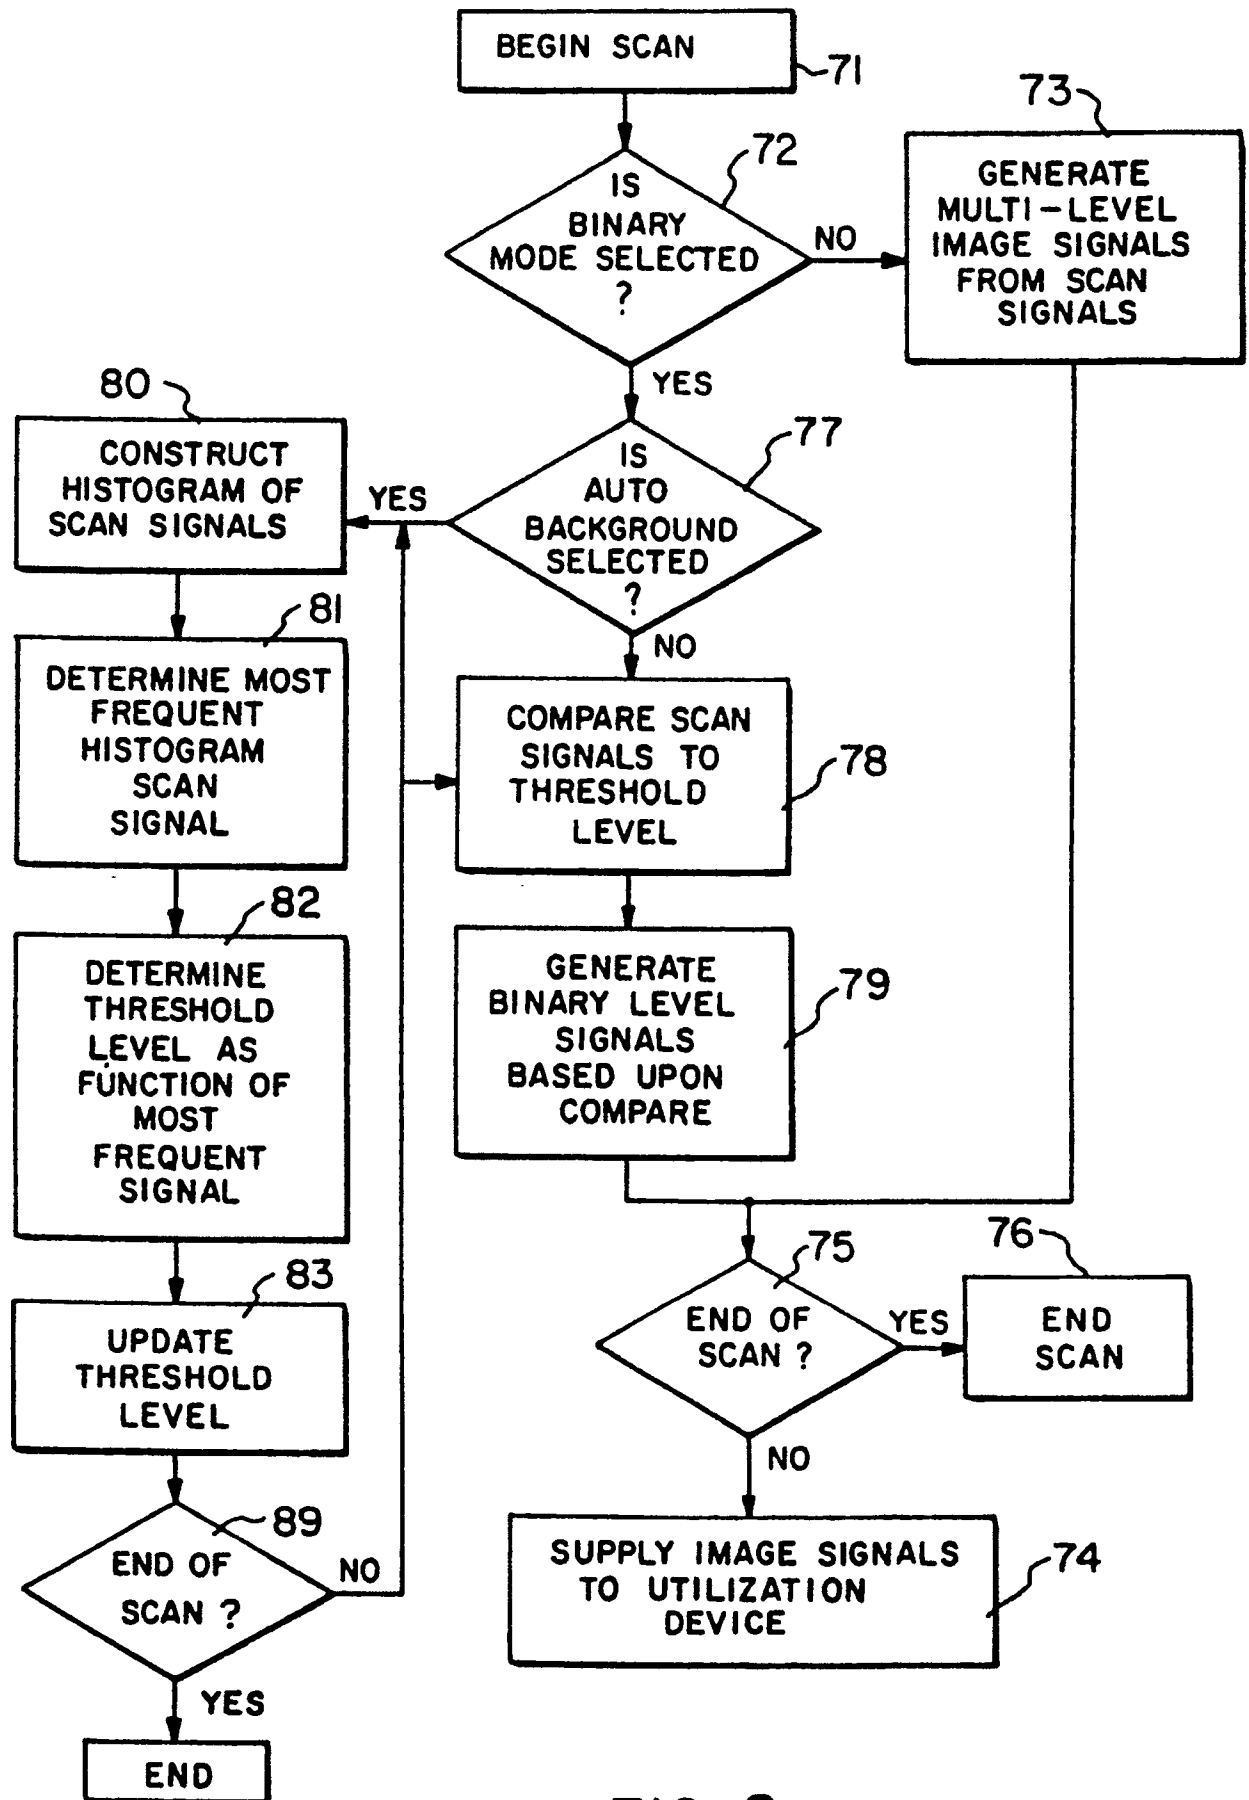 BEGIN SCAN
71
72
IS
BINARY
MODE SELECTED
?
NO
73
GENERATE
MULTI-LEVEL
IMAGE SIGNALS
FROM SCAN
SIGNALS
YES
77
IS
AUTO
BACKGROUND
SELECTED
?
YES
NO
80
CONSTRUCT
HISTOGRAM OF
SCAN SIGNALS
81
DETERMINE MOST
FREQUENT
HISTOGRAM
SCAN
SIGNAL
82
DETERMINE
THRESHOLD
LEVEL AS
FUNCTION OF
MOST
FREQUENT
SIGNAL
83
UPDATE
THRESHOLD
LEVEL
89
END OF
SCAN ?
NO
YES
END
COMPARE SCAN
SIGNALS TO
THRESHOLD
LEVEL
78
GENERATE
BINARY LEVEL
SIGNALS
BASED UPON
COMPARE
79
75
END OF
SCAN ?
YES
76
END
SCAN
NO
SUPPLY IMAGE SIGNALS
TO UTILIZATION
DEVICE
74